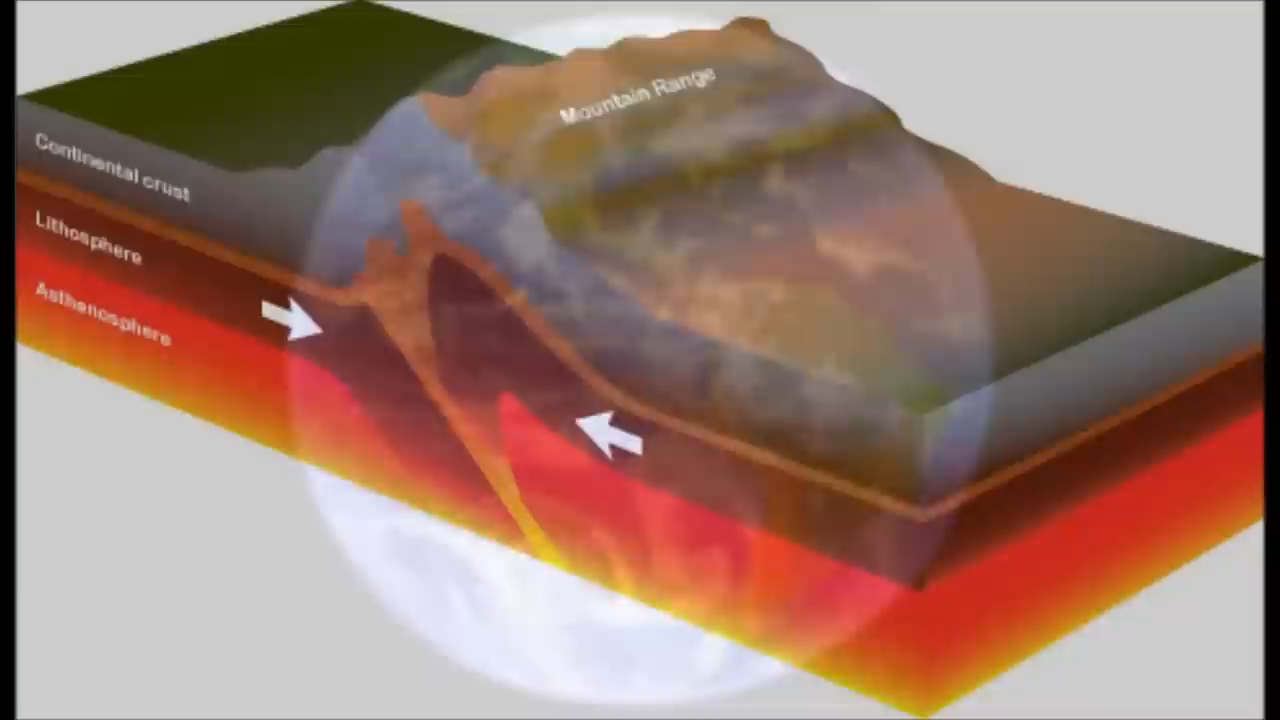 Mountain Range
Continental crust
Lithosphere
Asthenosphere